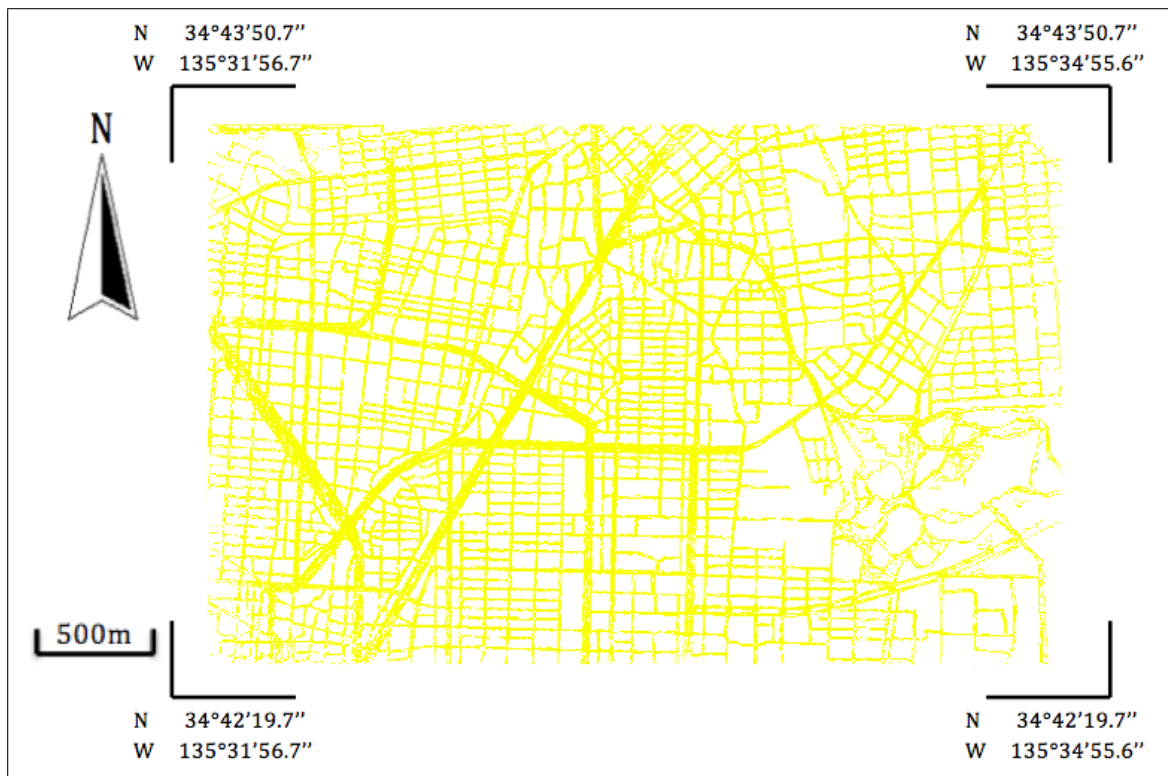 N 34°43’50.7’’
W 135°31’56.7’’
N 34°43’50.7’’
W 135°34’55.6’’
N
500m
N 34°42’19.7’’
W 135°31’56.7’’
N 34°42’19.7’’
W 135°34’55.6’’